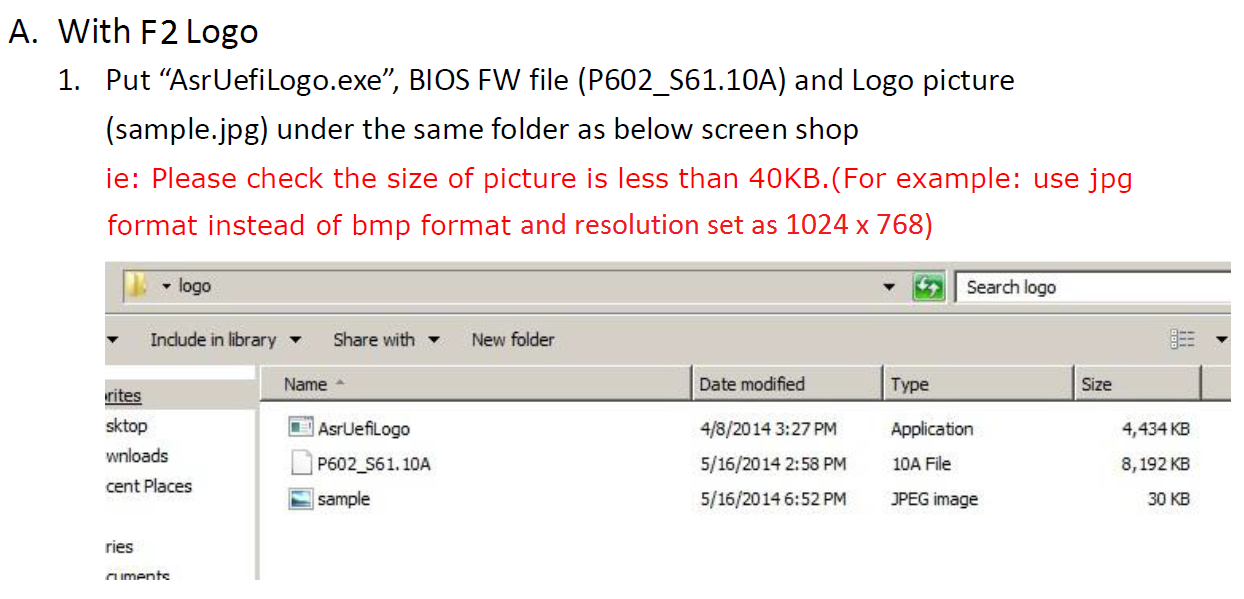 A. With F2 Logo
1. Put “AsrUefiLogo.exe”, BIOS FW file (P602_S61.10A) and Logo picture
(sample.jpg) under the same folder as below screen shop
ie: Please check the size of picture is less than 40KB.(For example: use jpg
format instead of bmp format and resolution set as 1024 x 768)
logo Search logo
Include in library Share with New folder
Name Date modified Type Size
rites
sktop
wnloads
cent Places
ries
cuments
AsrUefiLogo 4/8/2014 3:27 PM Application 4,434 KB
P602_S61.10A 5/16/2014 2:58 PM 10A File 8,192 KB
sample 5/16/2014 6:52 PM JPEG image 30 KB